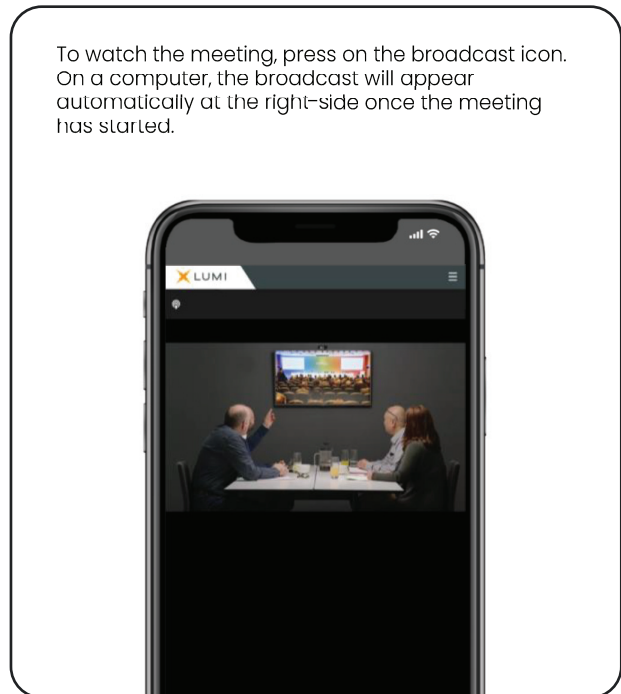 To watch the meeting, press on the broadcast icon.
On a computer, the broadcast will appear
automatically at the right-side once the meeting
has started.
LUMI